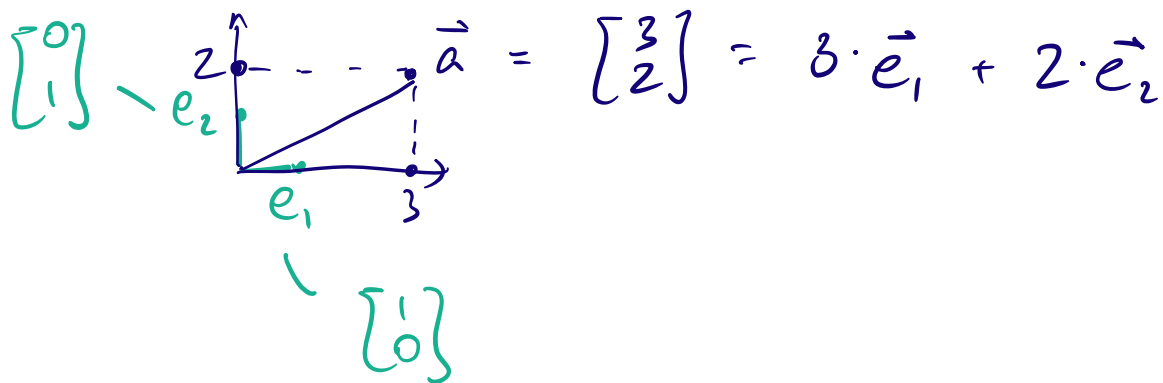 [0
1]
e₂
2
a⃗ = [3
2] = 3 · e⃗₁ + 2 · e⃗₂
e₁
3
[1
0]